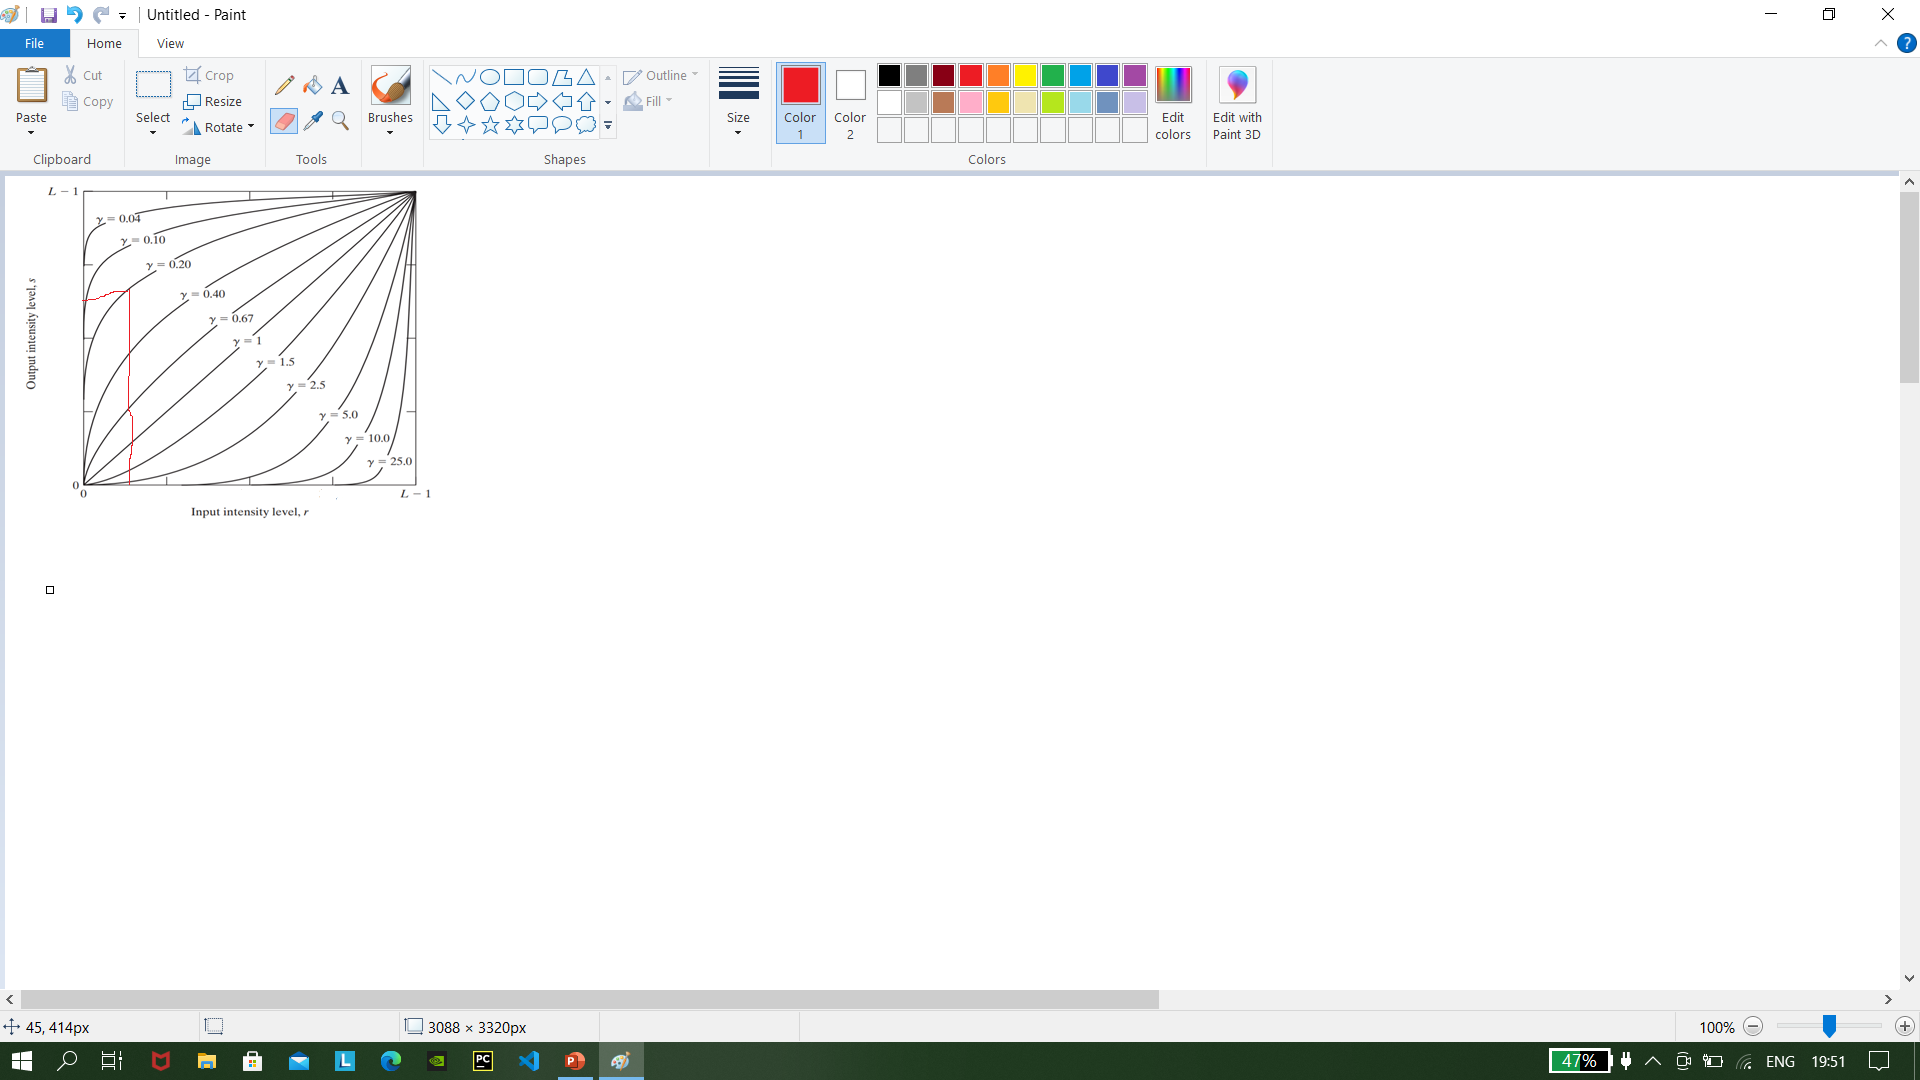 Untitled - Paint
File Home View
Paste
Cut
Copy
Clipboard
Select
Crop
Resize
Rotate
Image
A
Tools
Brushes
Shapes
Outline
Fill
Size
Color 1
Color 2
Edit colors
Colors
Edit with Paint 3D
?
L − 1
γ = 0.04
γ = 0.10
γ = 0.20
γ = 0.40
γ = 0.67
γ = 1
γ = 1.5
γ = 2.5
γ = 5.0
γ = 10.0
γ = 25.0
Output intensity level, s
0
0
L − 1
Input intensity level, r
45, 414px
3088 × 3320px
100%
L
PC
P
47%
ENG
19:51